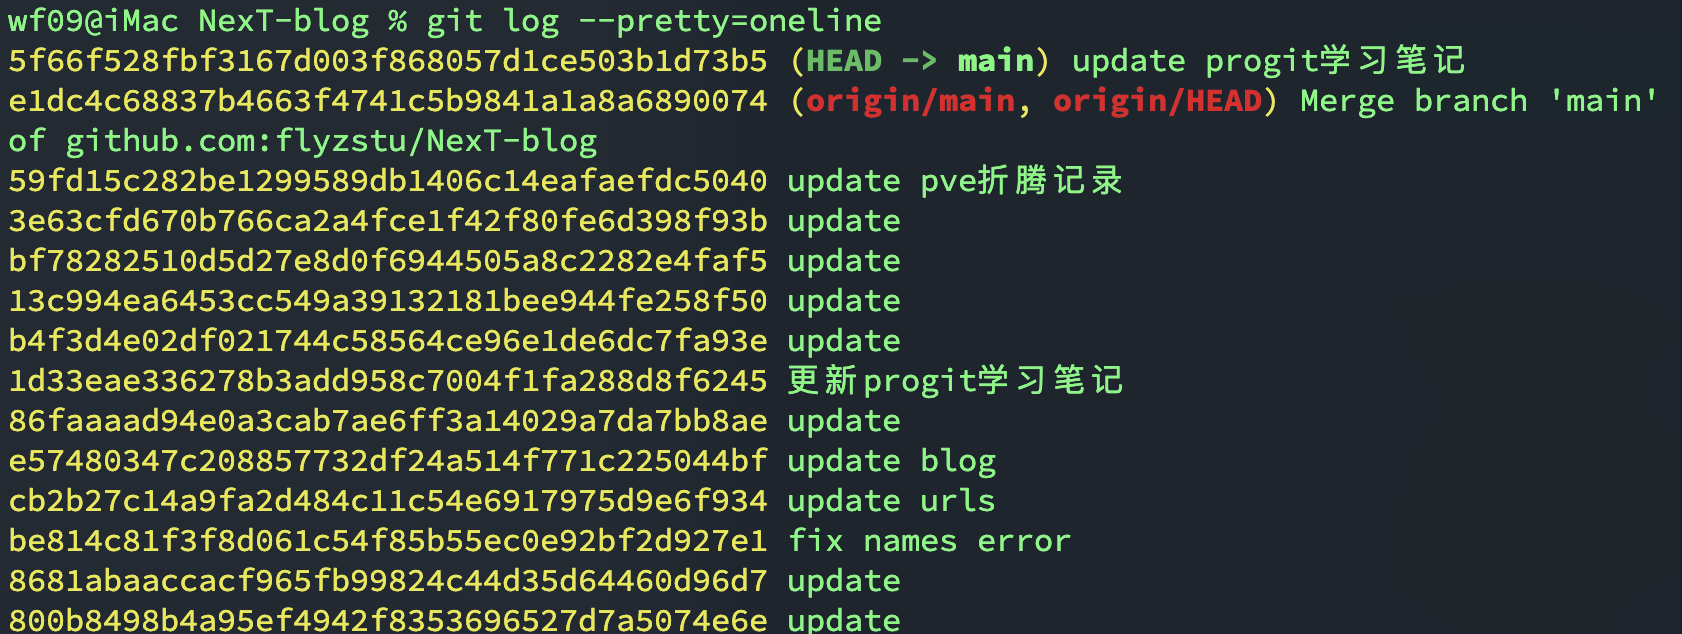 wf09@iMac NexT-blog % git log --pretty=oneline
5f66f528fbf3167d003f868057d1ce503b1d73b5 (HEAD -> main) update progit学习笔记
e1dc4c68837b4663f4741c5b9841a1a8a6890074 (origin/main, origin/HEAD) Merge branch 'main'
of github.com:flyzstu/NexT-blog
59fd15c282be1299589db1406c14eafaefdc5040 update pve折腾记录
3e63cfd670b766ca2a4fce1f42f80fe6d398f93b update
bf78282510d5d27e8d0f6944505a8c2282e4faf5 update
13c994ea6453cc549a39132181bee944fe258f50 update
b4f3d4e02df021744c58564ce96e1de6dc7fa93e update
1d33eae336278b3add958c7004f1fa288d8f6245 更新progit学习笔记
86faaaad94e0a3cab7ae6ff3a14029a7da7bb8ae update
e57480347c208857732df24a514f771c225044bf update blog
cb2b27c14a9fa2d484c11c54e6917975d9e6f934 update urls
be814c81f3f8d061c54f85b55ec0e92bf2d927e1 fix names error
8681abaaccacf965fb99824c44d35d64460d96d7 update
800b8498b4a95ef4942f8353696527d7a5074e6e update